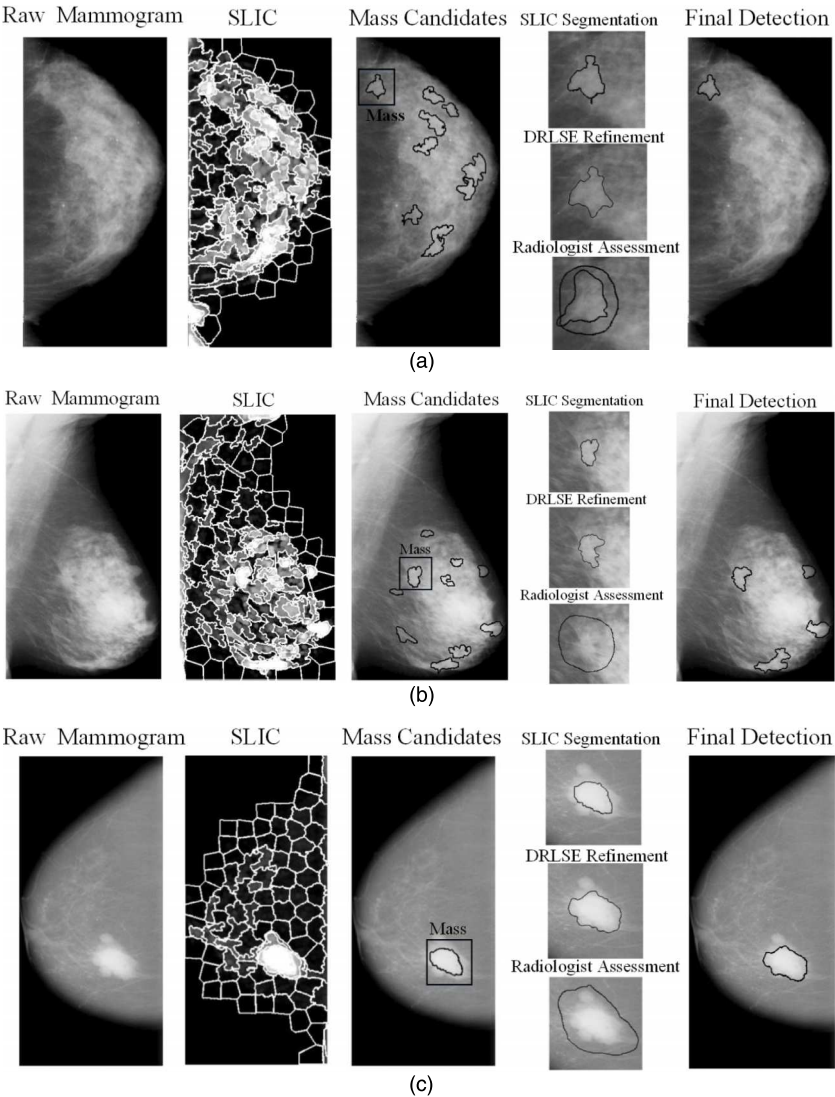 Raw Mammogram SLIC Mass Candidates SLIC Segmentation Final Detection
Mass
DRLSE Refinement
Radiologist Assessment
(a)
Raw Mammogram SLIC Mass Candidates SLIC Segmentation Final Detection
DRLSE Refinement
Mass
Radiologist Assessment
(b)
Raw Mammogram SLIC Mass Candidates SLIC Segmentation Final Detection
DRLSE Refinement
Mass
Radiologist Assessment
(c)